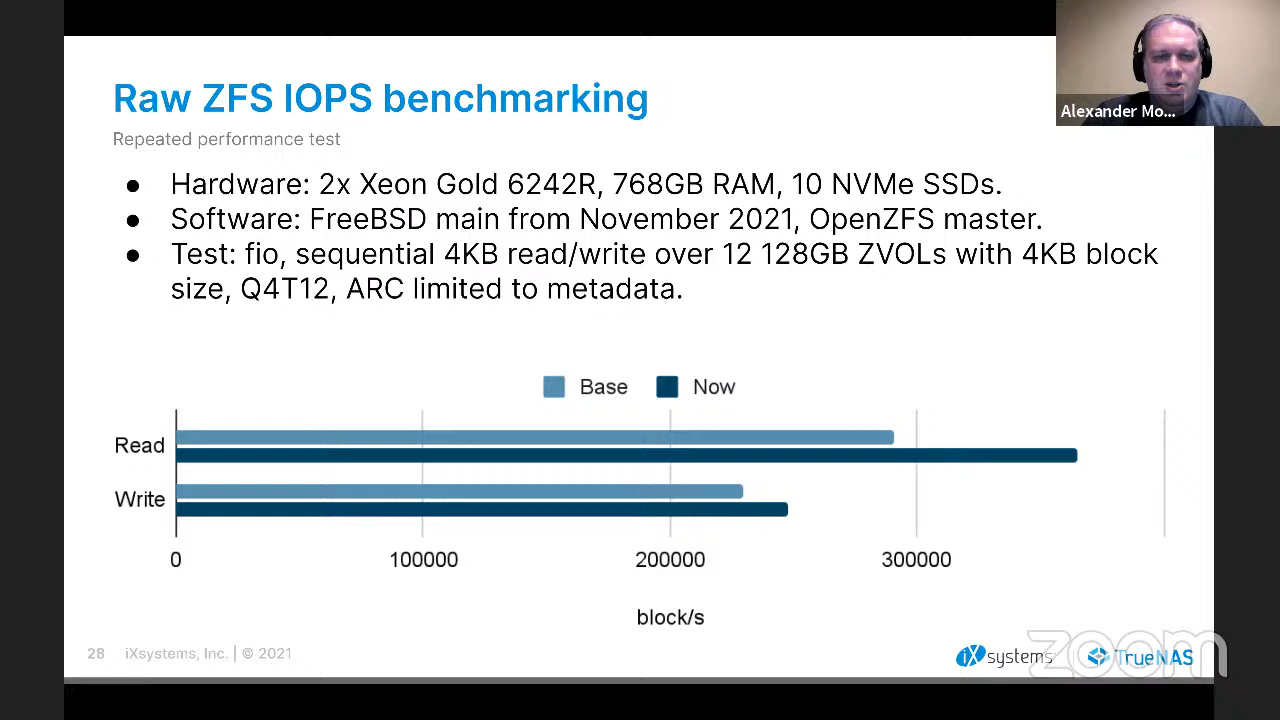 Alexander Mo...
Raw ZFS IOPS benchmarking
Repeated performance test
● Hardware: 2x Xeon Gold 6242R, 768GB RAM, 10 NVMe SSDs.
● Software: FreeBSD main from November 2021, OpenZFS master.
● Test: fio, sequential 4KB read/write over 12 128GB ZVOLs with 4KB block
size, Q4T12, ARC limited to metadata.
Base Now
Read
Write
0 100000 200000 300000
block/s
28 iXsystems, Inc. | © 2021
iXsystems TrueNAS
zoom